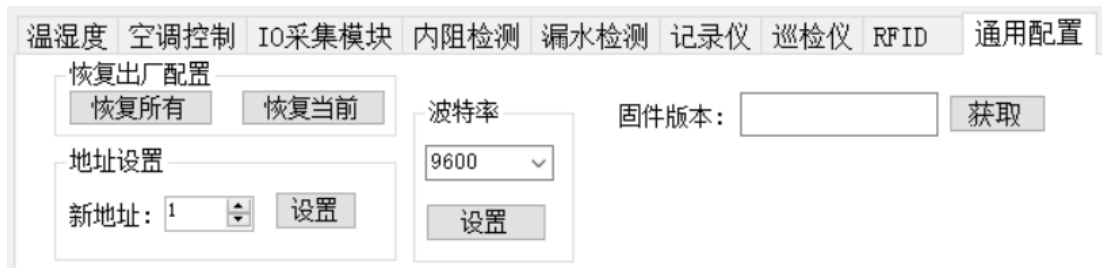 温湿度 空调控制 IO采集模块 内阻检测 漏水检测 记录仪 巡检仪 RFID 通用配置
恢复出厂配置
恢复所有 恢复当前
波特率
固件版本: 获取
地址设置
9600
新地址: 1 设置
设置